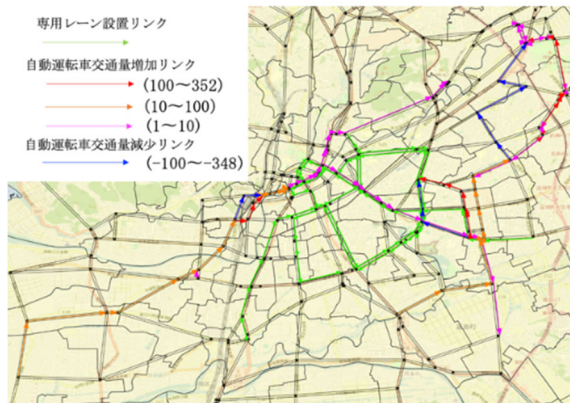 専用レーン設置リンク
自動運転車交通量増加リンク
(100～352)
(10～100)
(1～10)
自動運転車交通量減少リンク
(-100～-348)